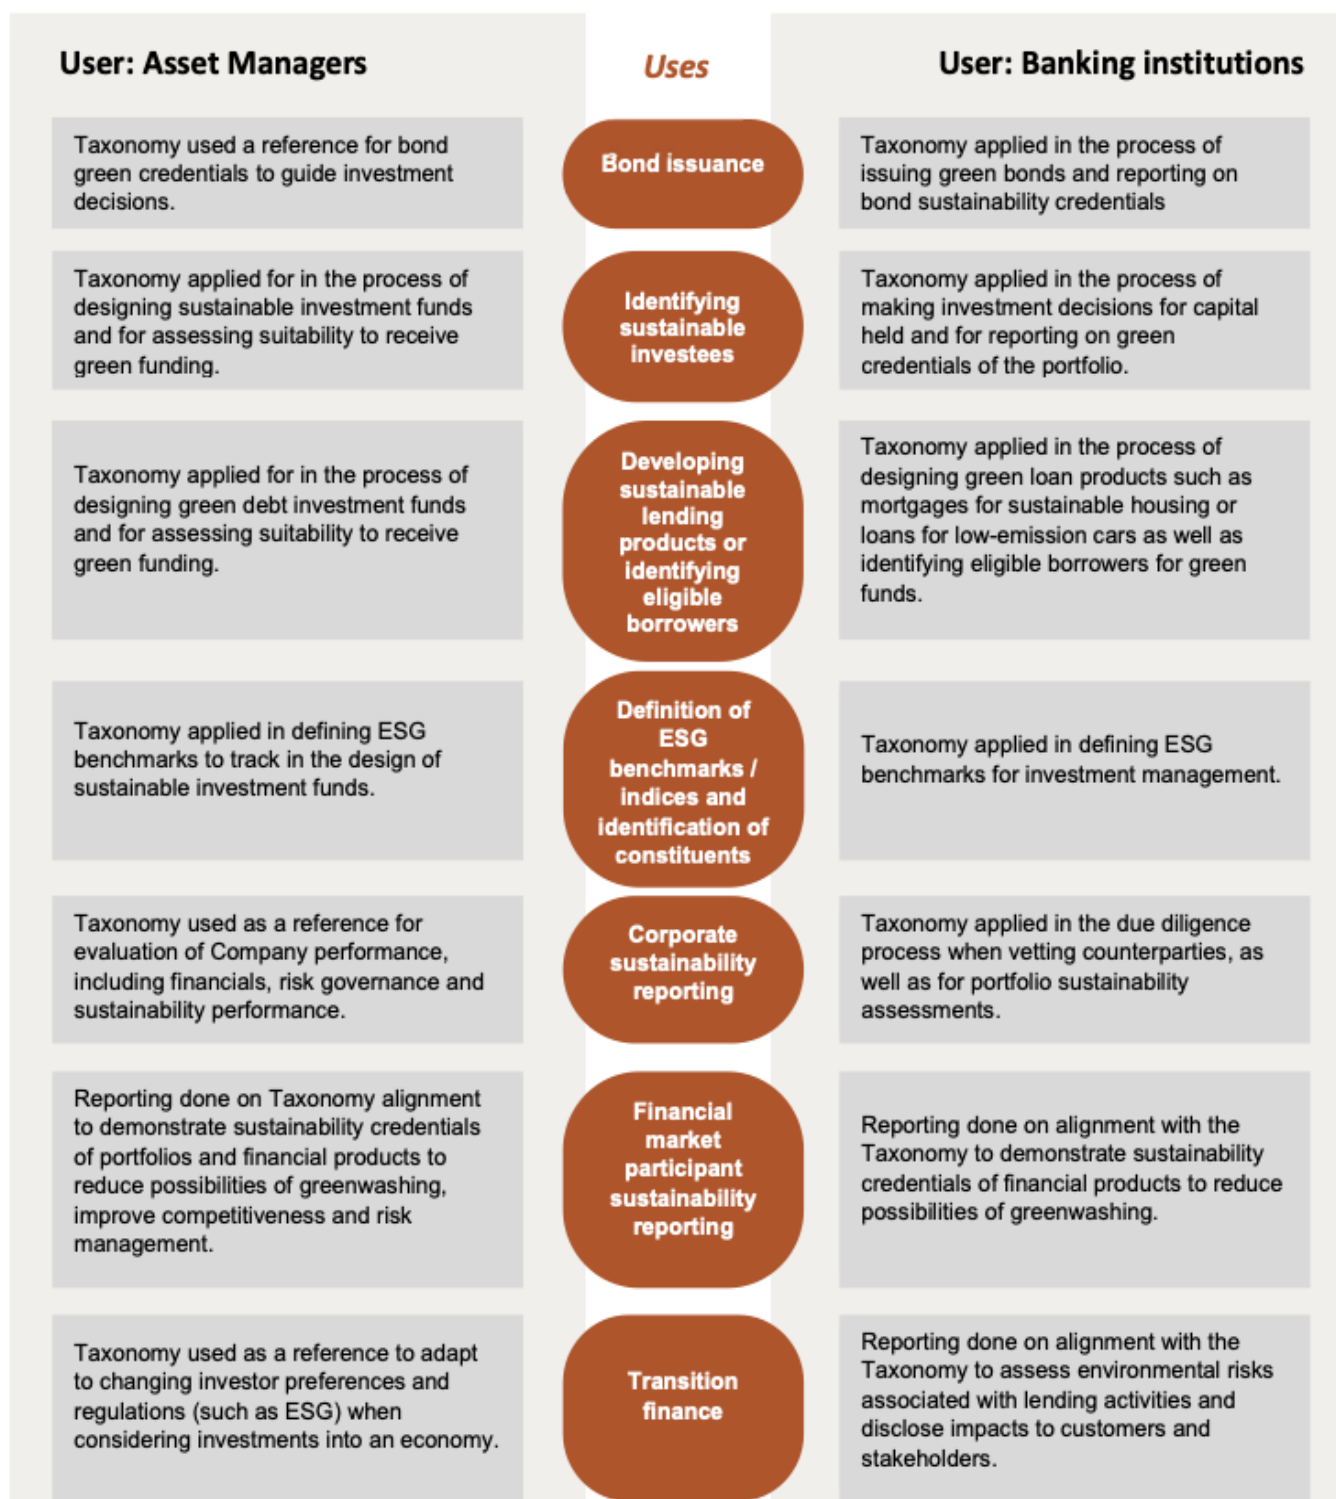 User: Asset Managers
Uses
User: Banking institutions
Taxonomy used a reference for bond
green credentials to guide investment
decisions.
Bond issuance
Taxonomy applied in the process of
issuing green bonds and reporting on
bond sustainability credentials
Taxonomy applied for in the process of
designing sustainable investment funds
and for assessing suitability to receive
green funding.
Identifying
sustainable
investees
Taxonomy applied in the process of
making investment decisions for capital
held and for reporting on green
credentials of the portfolio.
Taxonomy applied for in the process of
designing green debt investment funds
and for assessing suitability to receive
green funding.
Developing
sustainable
lending
products or
identifying
eligible
borrowers
Taxonomy applied in the process of
designing green loan products such as
mortgages for sustainable housing or
loans for low-emission cars as well as
identifying eligible borrowers for green
funds.
Taxonomy applied in defining ESG
benchmarks to track in the design of
sustainable investment funds.
Definition of
ESG
benchmarks /
indices and
identification of
constituents
Taxonomy applied in defining ESG
benchmarks for investment management.
Taxonomy used as a reference for
evaluation of Company performance,
including financials, risk governance and
sustainability performance.
Corporate
sustainability
reporting
Taxonomy applied in the due diligence
process when vetting counterparties, as
well as for portfolio sustainability
assessments.
Reporting done on Taxonomy alignment
to demonstrate sustainability credentials
of portfolios and financial products to
reduce possibilities of greenwashing,
improve competitiveness and risk
management.
Financial
market
participant
sustainability
reporting
Reporting done on alignment with the
Taxonomy to demonstrate sustainability
credentials of financial products to reduce
possibilities of greenwashing.
Taxonomy used as a reference to adapt
to changing investor preferences and
regulations (such as ESG) when
considering investments into an economy.
Transition
finance
Reporting done on alignment with the
Taxonomy to assess environmental risks
associated with lending activities and
disclose impacts to customers and
stakeholders.